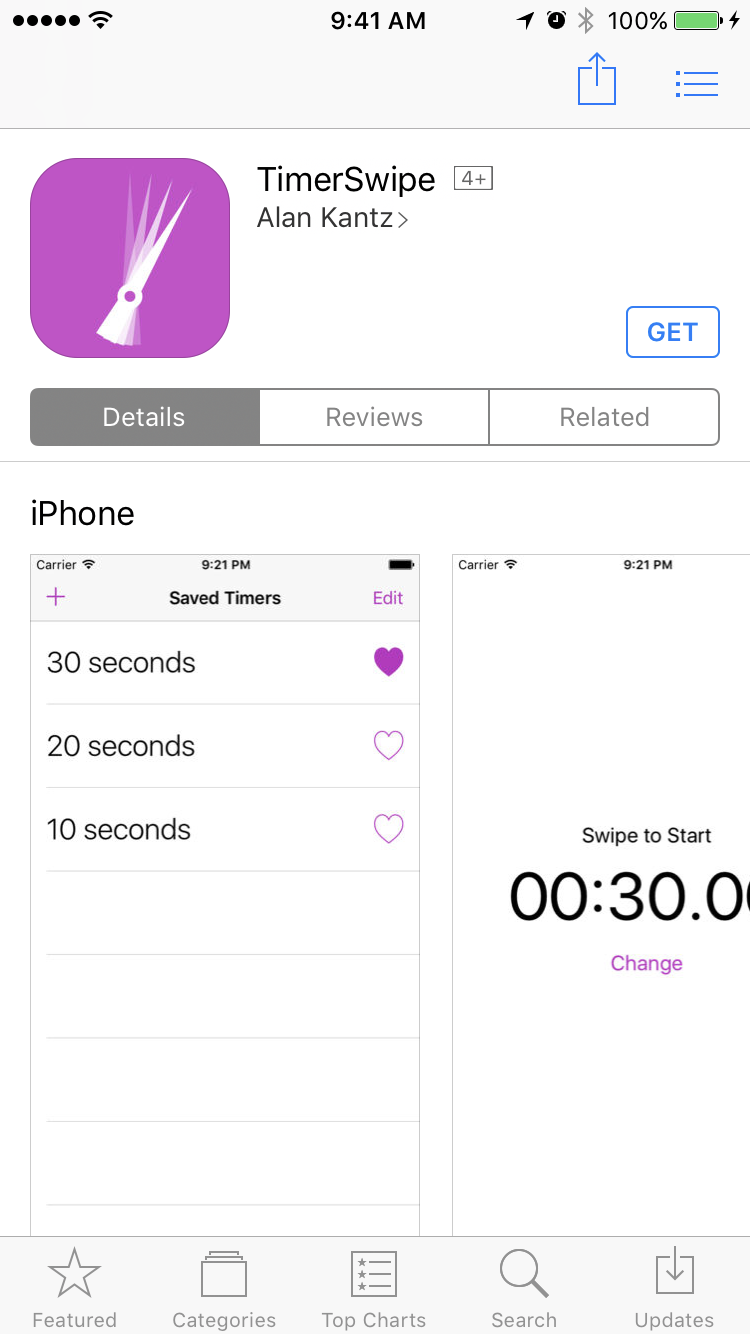 9:41 AM 100%
TimerSwipe 4+
Alan Kantz
GET
Details Reviews Related
iPhone
Carrier 9:21 PM
+ Saved Timers Edit
30 seconds
20 seconds
10 seconds
Carrier 9:21 PM
Swipe to Start
00:30.0
Change
Featured Categories Top Charts Search Updates